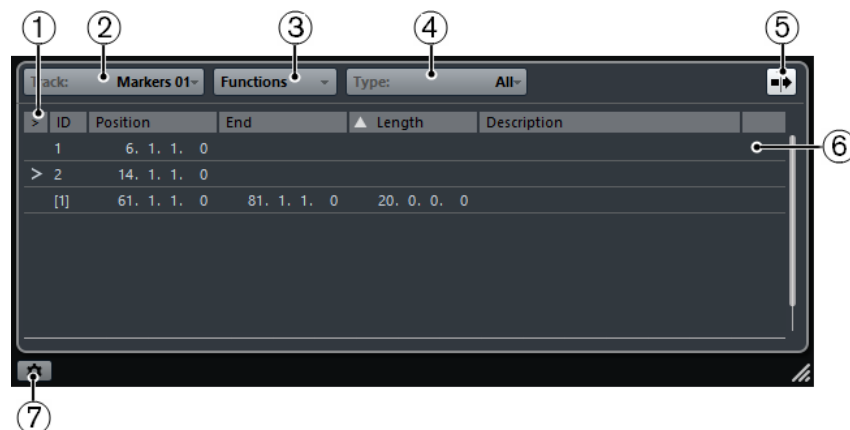 ① ② ③ ④ ⑤
Track: Markers 01 Functions Type: All
> ID Position End Length Description
1 6. 1. 1. 0
⑥
> 2 14. 1. 1. 0
[1] 61. 1. 1. 0 81. 1. 1. 0 20. 0. 0. 0
⑦